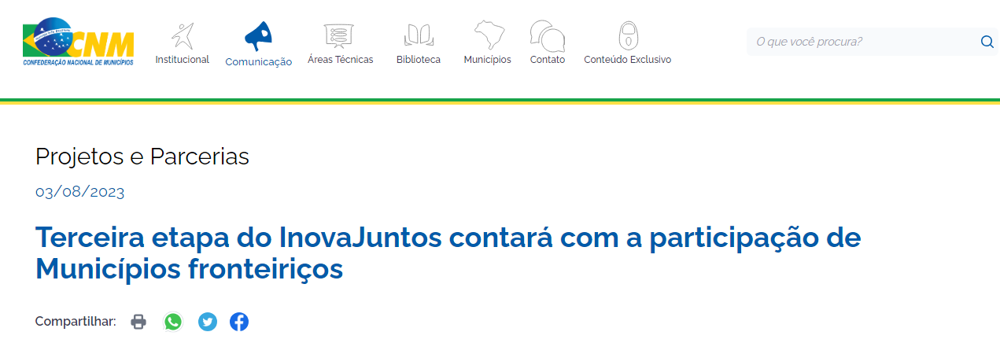 CNM
CONFEDERAÇÃO NACIONAL DE MUNICÍPIOS
Institucional
Comunicação
Áreas Técnicas
Biblioteca
Municípios
Contato
Conteúdo Exclusivo
O que você procura?
Projetos e Parcerias
03/08/2023
Terceira etapa do InovaJuntos contará com a participação de
Municípios fronteiriços
Compartilhar: